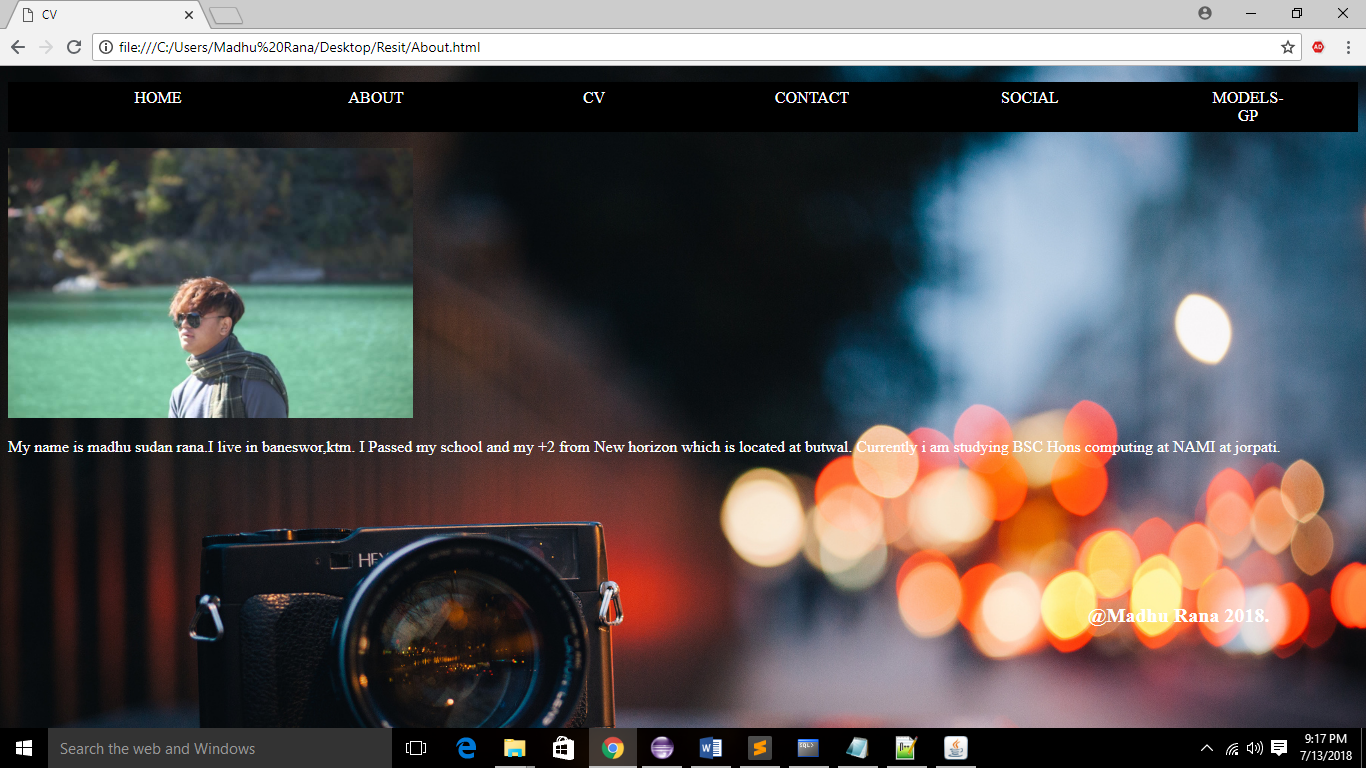 CV
file:///C:/Users/Madhu%20Rana/Desktop/Resit/About.html
HOME ABOUT CV CONTACT SOCIAL MODELS-
GP
My name is madhu sudan rana.I live in baneswor,ktm. I Passed my school and my +2 from New horizon which is located at butwal. Currently i am studying BSC Hons computing at NAMI at jorpati.
@Madhu Rana 2018.
Search the web and Windows
9:17 PM
7/13/2018